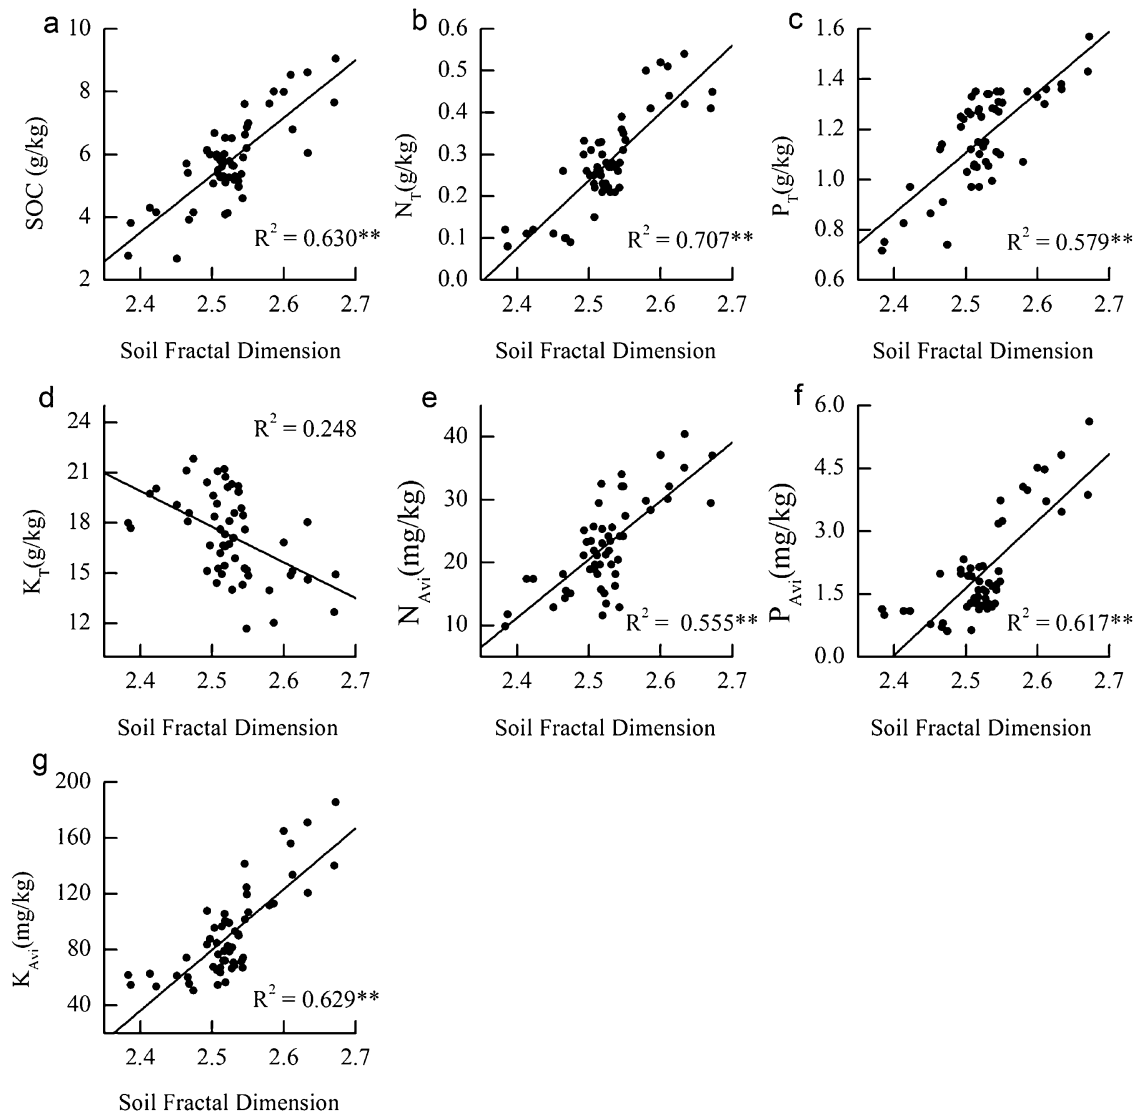 a
b
c
10
8
6
4
2
SOC (g/kg)
R² = 0.630**
2.4 2.5 2.6 2.7
Soil Fractal Dimension
0.6
0.5
0.4
0.3
0.2
0.1
0.0
N_T(g/kg)
R² = 0.707**
2.4 2.5 2.6 2.7
Soil Fractal Dimension
1.6
1.4
1.2
1.0
0.8
0.6
P_T(g/kg)
R² = 0.579**
2.4 2.5 2.6 2.7
Soil Fractal Dimension
d
e
f
24
21
18
15
12
K_T(g/kg)
R² = 0.248
2.4 2.5 2.6 2.7
Soil Fractal Dimension
40
30
20
10
N_Avi(mg/kg)
R² = 0.555**
2.4 2.5 2.6 2.7
Soil Fractal Dimension
6.0
4.5
3.0
1.5
0.0
P_Avi(mg/kg)
R² = 0.617**
2.4 2.5 2.6 2.7
Soil Fractal Dimension
g
200
160
120
80
40
K_Avi(mg/kg)
R² = 0.629**
2.4 2.5 2.6 2.7
Soil Fractal Dimension